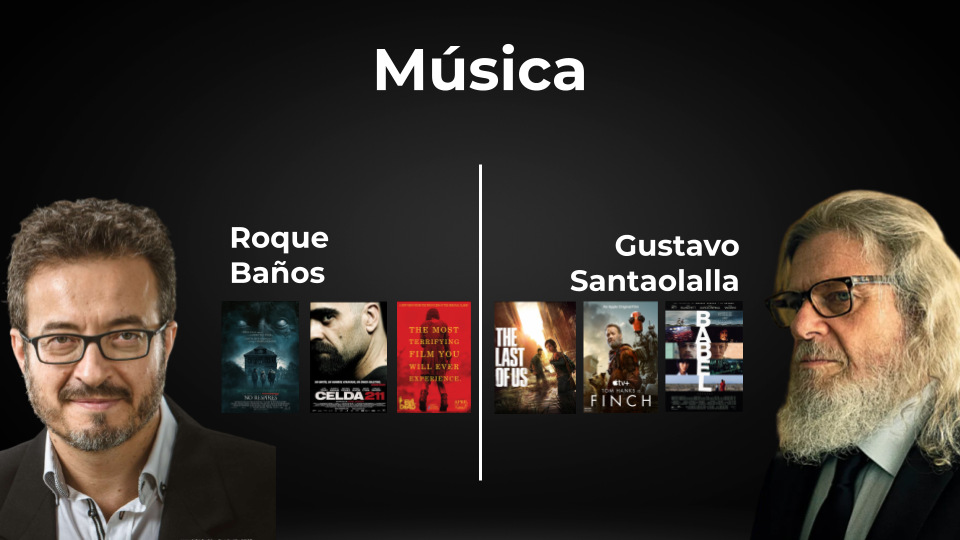 Música
Roque
Baños
Gustavo
Santaolalla
NO RESPIRES
CELDA 211
THE MOST
TERRIFYING
FILM YOU
WILL EVER
EXPERIENCE.
THE
LAST
OF US
tv+
TOM HANKS
FINCH
BABEL